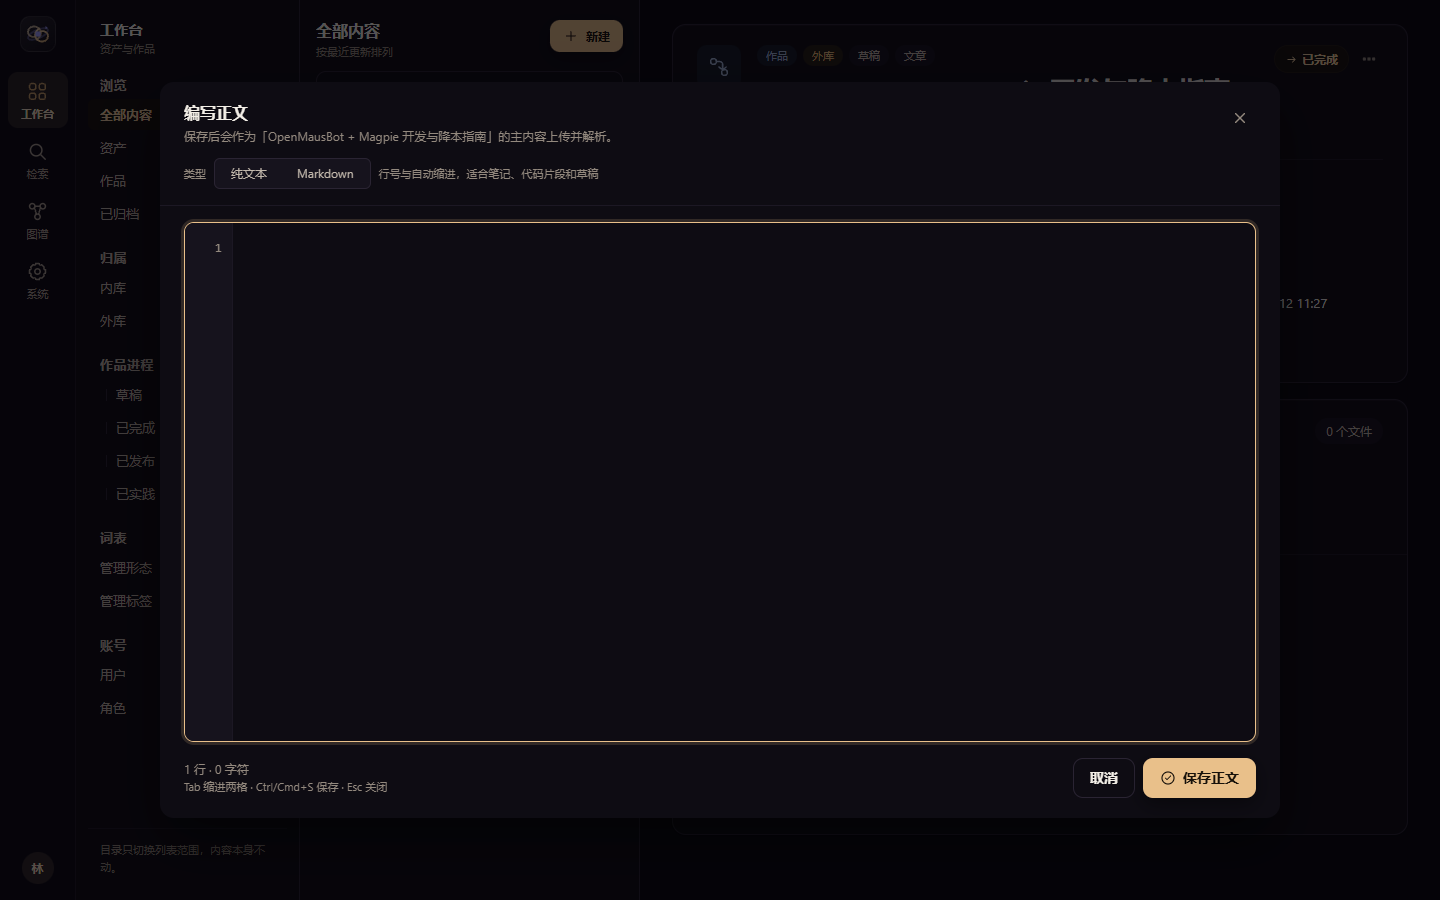 工作台
检索
图谱
系统
林
工作台
资产与作品
浏览
全部内容
资产
作品
已归档
归属
内库
外库
作品进程
草稿
已完成
已发布
已实践
词表
管理形态
管理标签
账号
用户
角色
目录只切换列表范围，内容本身不
动。
全部内容
按最近更新排列
新建
作品
外库
草稿
文章
已完成
12 11:27
0 个文件
编写正文
保存后会作为「OpenMausBot + Magpie 开发与降本指南」的主内容上传并解析。
类型
纯文本
Markdown
行号与自动缩进，适合笔记、代码片段和草稿
1
1 行 · 0 字符
Tab 缩进两格 · Ctrl/Cmd+S 保存 · Esc 关闭
取消
保存正文